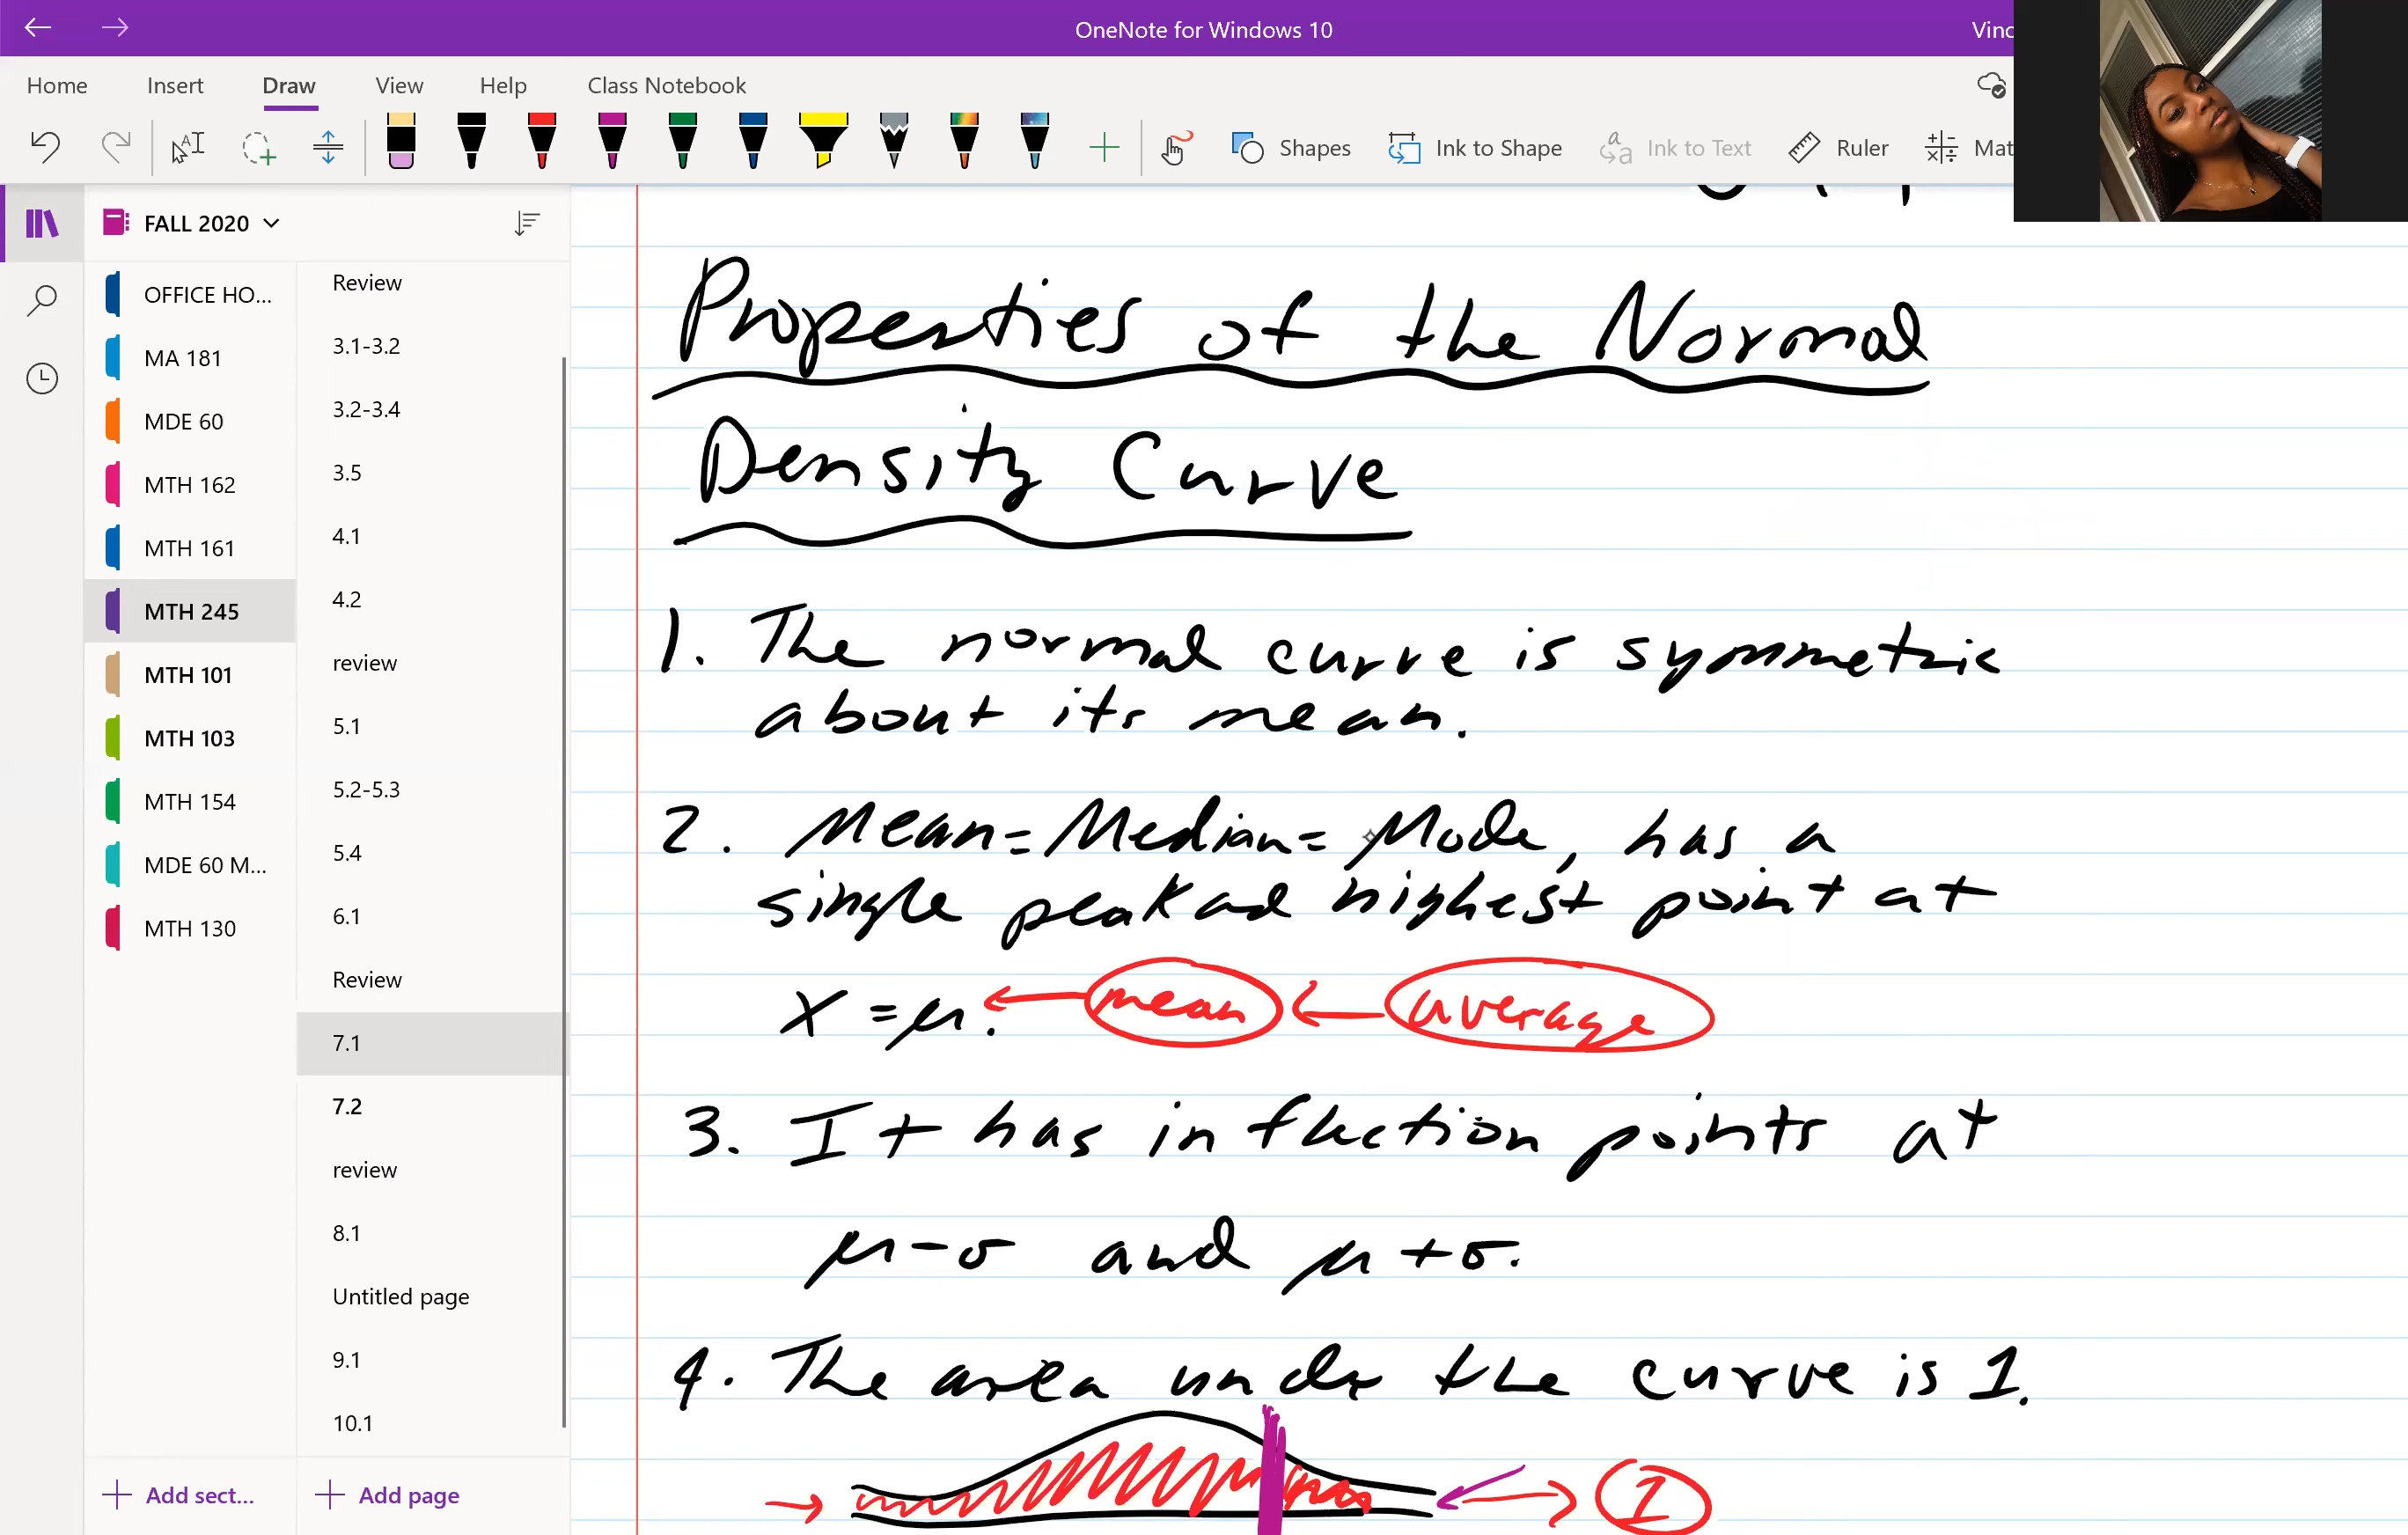 OneNote for Windows 10
Vinc
Home Insert Draw View Help Class Notebook
Shapes Ink to Shape Ink to Text Ruler Mat
FALL 2020
OFFICE HO...
MA 181
MDE 60
MTH 162
MTH 161
MTH 245
MTH 101
MTH 103
MTH 154
MDE 60 M...
MTH 130
Add sect...
Review
3.1-3.2
3.2-3.4
3.5
4.1
4.2
review
5.1
5.2-5.3
5.4
6.1
Review
7.1
7.2
review
8.1
Untitled page
9.1
10.1
Add page
Properties of the Normal
Density Curve
1. The normal curve is symmetric
about its mean.
2. Mean = Median = Mode, has a
single peak ad highest point at
X = μ. ← mean ← average
3. It has inflection points at
μ - σ and μ + σ.
4. The area under the curve is 1.
1